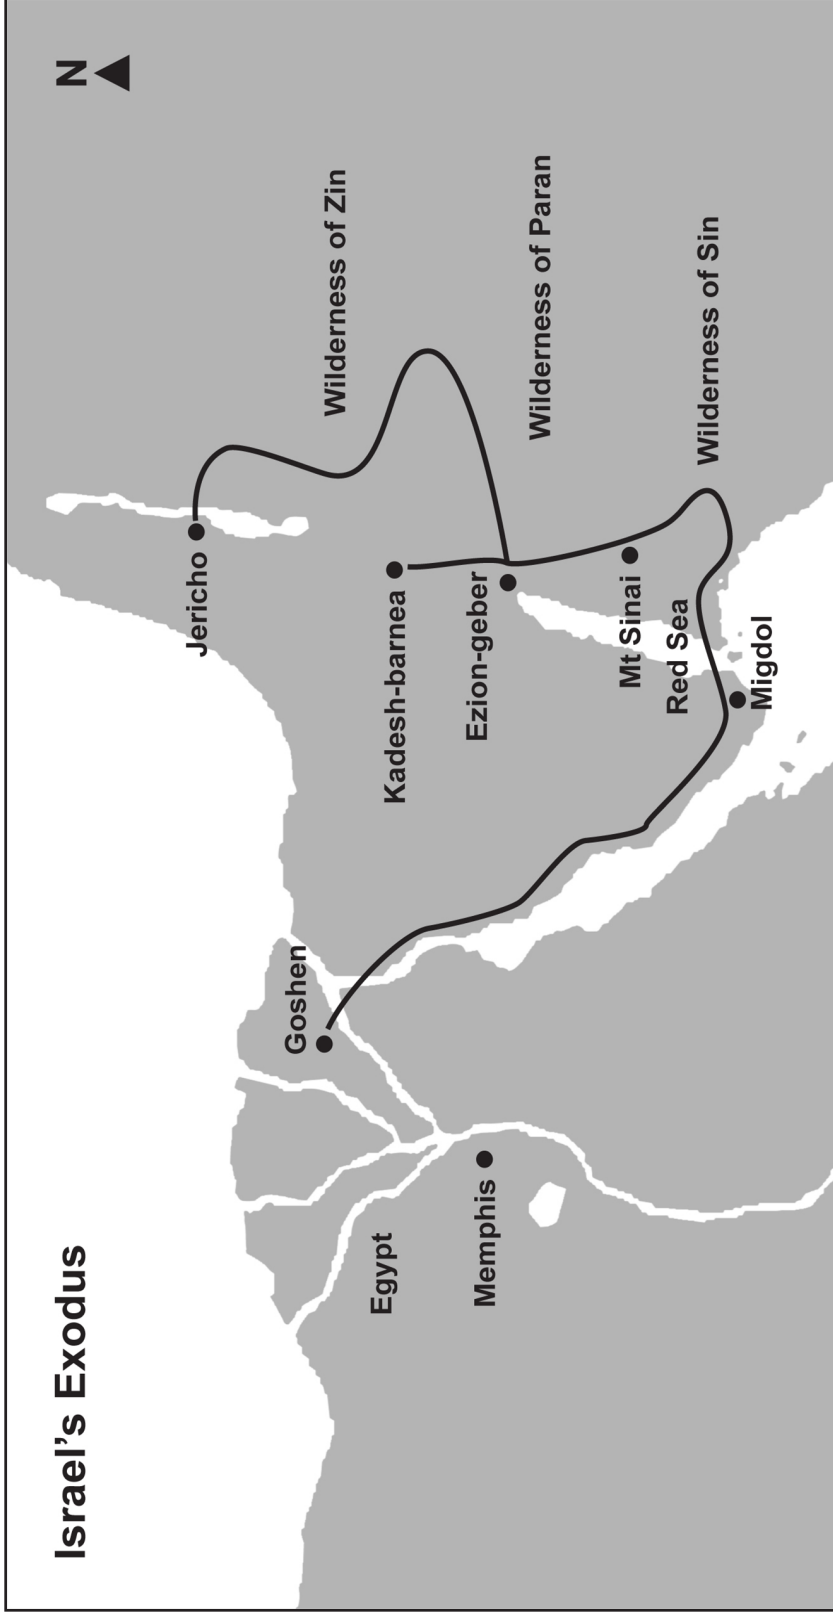 Israel's Exodus
N
Jericho
Goshen
Wilderness of Zin
Egypt
Kadesh-barnea
Memphis
Ezion-geber
Wilderness of Paran
Mt Sinai
Red Sea
Wilderness of Sin
Migdol